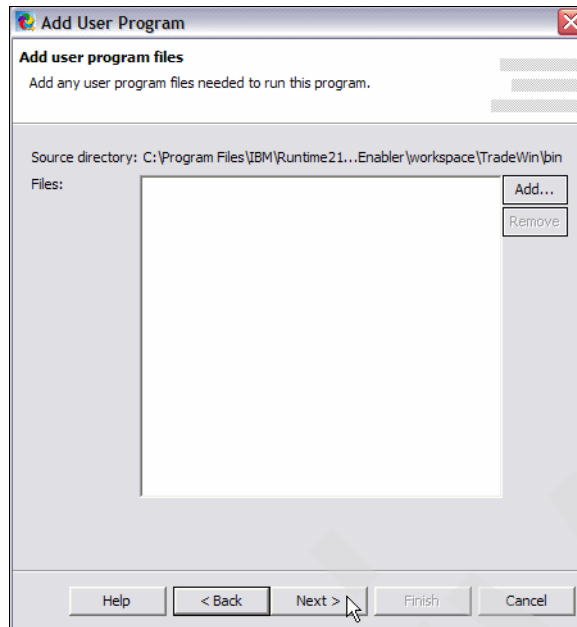 Add User Program
Add user program files
Add any user program files needed to run this program.
Source directory: C:\Program Files\IBM\Runtime21...Enabler\workspace\TradeWin\bin
Files:
Add...
Remove
Help
< Back
Next >
Finish
Cancel